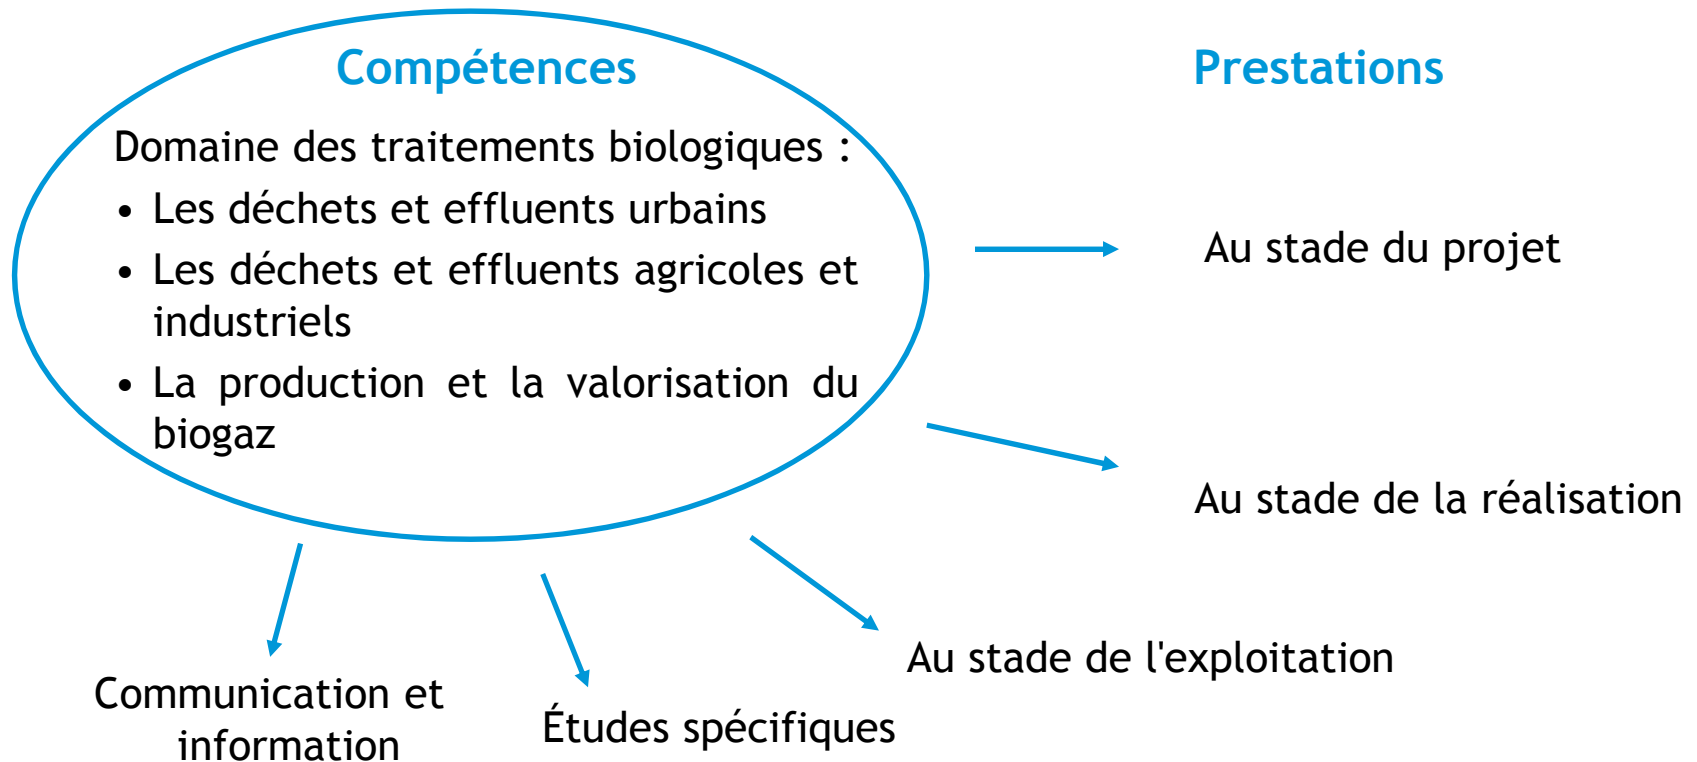 Compétences
Prestations
Domaine des traitements biologiques :
• Les déchets et effluents urbains
• Les déchets et effluents agricoles et
industriels
• La production et la valorisation du
biogaz
Au stade du projet
Au stade de la réalisation
Au stade de l'exploitation
Études spécifiques
Communication et
information